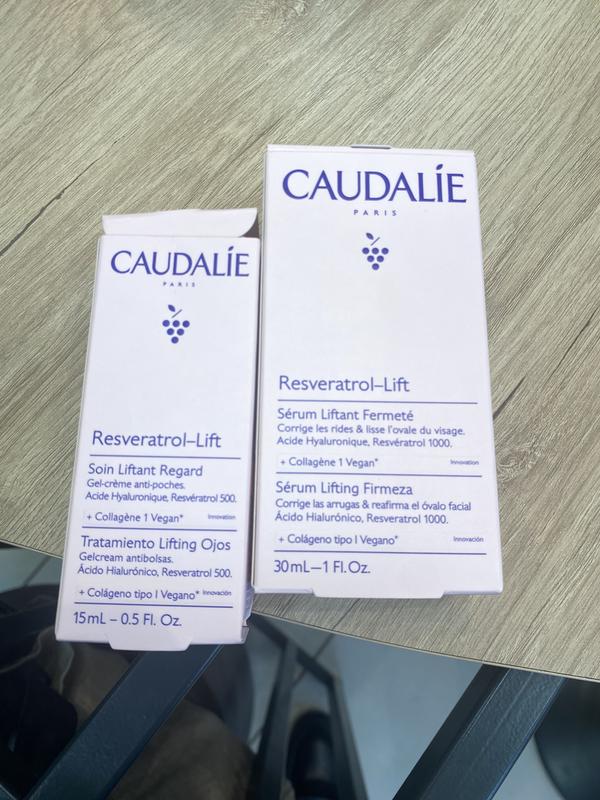 CAUDALÍE
PARIS
Resveratrol–Lift
Soin Liftant Regard
Gel-crème anti-poches.
Acide Hyaluronique, Resvératrol 500.
+ Collagène 1 Vegan* Innovation
Tratamiento Lifting Ojos
Gelcream antibolsas.
Ácido Hialurónico, Resveratrol 500.
+ Colágeno tipo I Vegano* Innovación
15mL – 0.5 Fl. Oz.
CAUDALÍE
PARIS
Resveratrol–Lift
Sérum Liftant Fermeté
Corrige les rides & lisse l'ovale du visage.
Acide Hyaluronique, Resvératrol 1000.
+ Collagène 1 Vegan* Innovation
Sérum Lifting Firmeza
Corrige las arrugas & reafirma el óvalo facial
Ácido Hialurónico, Resveratrol 1000.
+ Colágeno tipo I Vegano* Innovación
30mL–1 Fl.Oz.